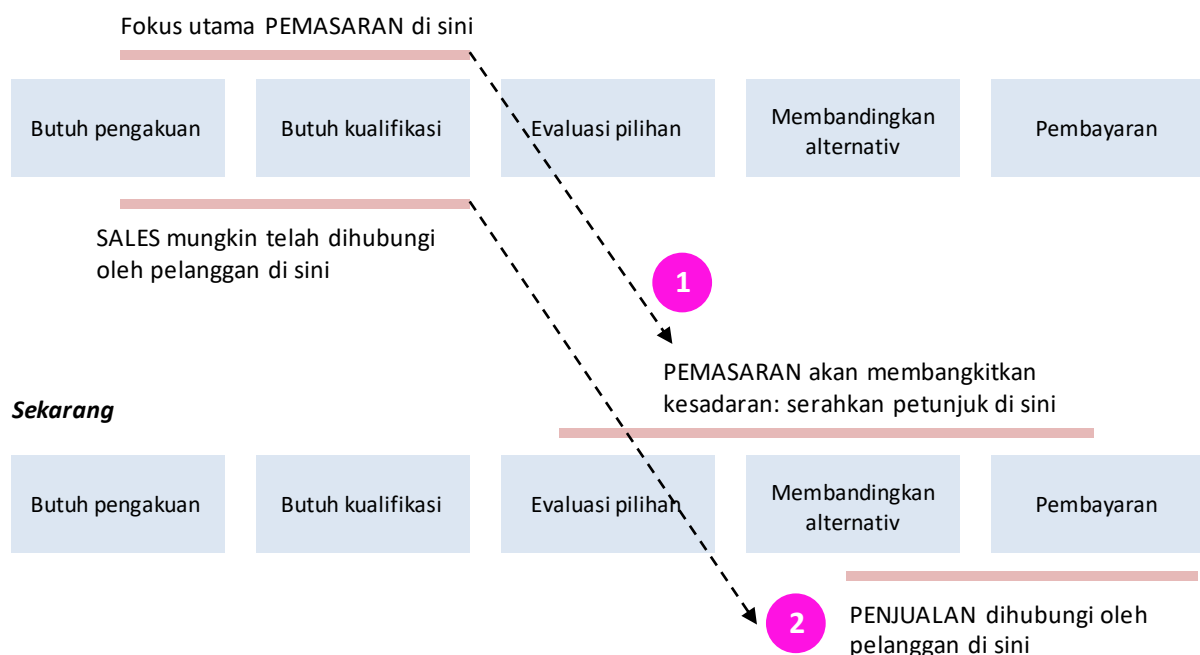 Fokus utama PEMASARAN di sini
Butuh pengakuan
Butuh kualifikasi
Evaluasi pilihan
Membandingkan
alternativ
Pembayaran
SALES mungkin telah dihubungi
oleh pelanggan di sini
1
PEMASARAN akan membangkitkan
kesadaran: serahkan petunjuk di sini
Sekarang
Butuh pengakuan
Butuh kualifikasi
Evaluasi pilihan
Membandingkan
alternativ
Pembayaran
2
PENJUALAN dihubungi oleh
pelanggan di sini